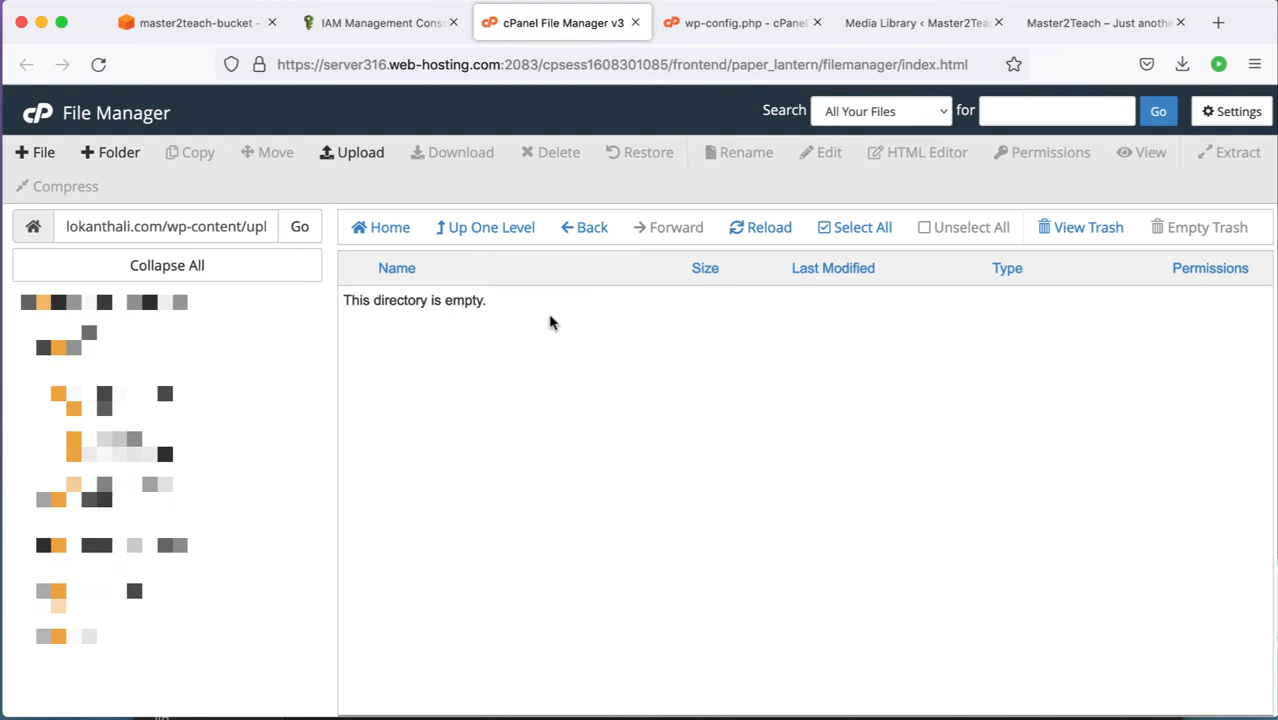 master2teach-bucket -
IAM Management Cons
cPanel File Manager v3
wp-config.php - cPanel
Media Library ‹ Master2Tea
Master2Teach – Just anothe
https://server316.web-hosting.com:2083/cpsess1608301085/frontend/paper_lantern/filemanager/index.html
cP File Manager
Search All Your Files for Go Settings
File Folder Copy Move Upload Download Delete Restore Rename Edit HTML Editor Permissions View Extract
Compress
lokanthali.com/wp-content/upl Go
Home Up One Level Back Forward Reload Select All Unselect All View Trash Empty Trash
Collapse All
Name Size Last Modified Type Permissions
This directory is empty.